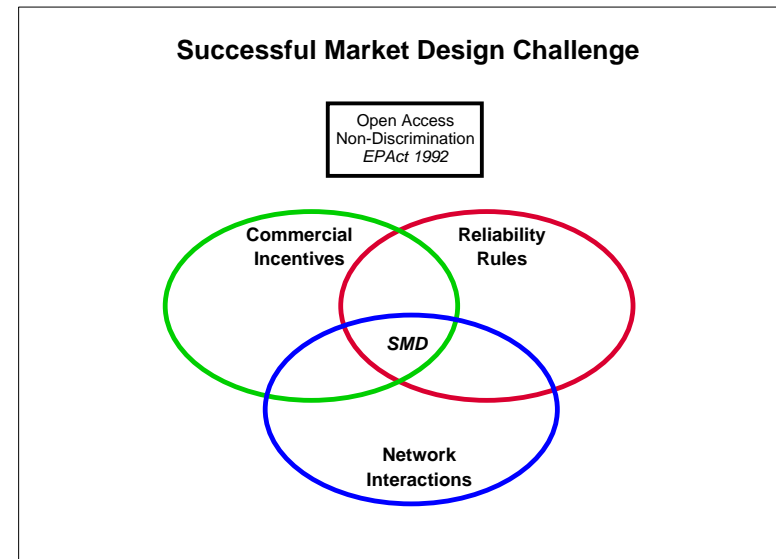 Successful Market Design Challenge
Open Access
Non-Discrimination
EPAct 1992
Commercial
Incentives
Reliability
Rules
SMD
Network
Interactions